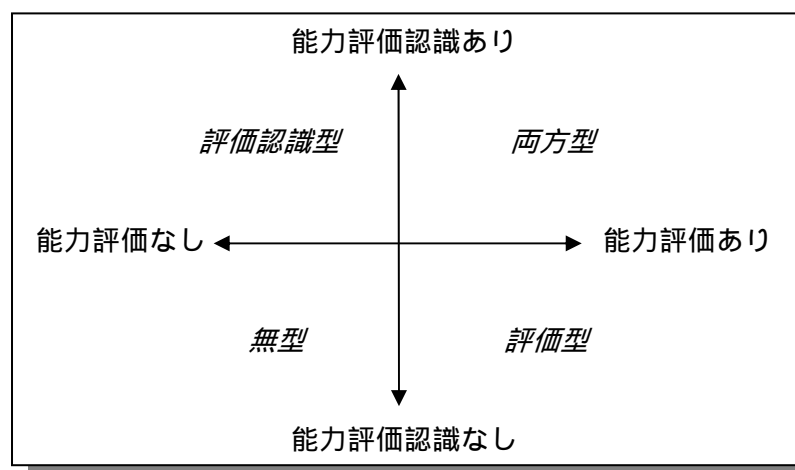 能力評価認識あり
評価認識型 両方型
能力評価なし 能力評価あり
無型 評価型
能力評価認識なし